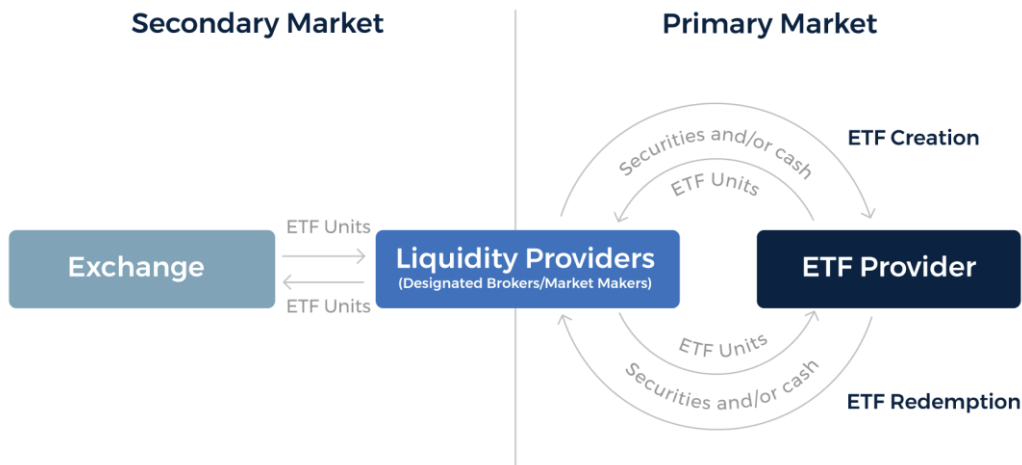 Secondary Market
Primary Market
Securities and/or cash
ETF Creation
ETF Units
ETF Units
Exchange
Liquidity Providers
(Designated Brokers/Market Makers)
ETF Provider
ETF Units
ETF Units
Securities and/or cash
ETF Redemption